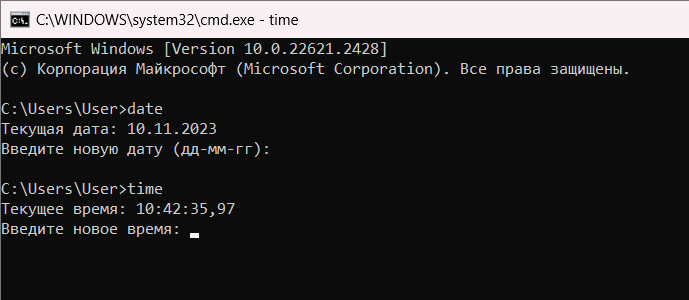 C:\WINDOWS\system32\cmd.exe - time
Microsoft Windows [Version 10.0.22621.2428]
(c) Корпорация Майкрософт (Microsoft Corporation). Все права защищены.
C:\Users\User>date
Текущая дата: 10.11.2023
Введите новую дату (дд-мм-гг):
C:\Users\User>time
Текущее время: 10:42:35,97
Введите новое время: